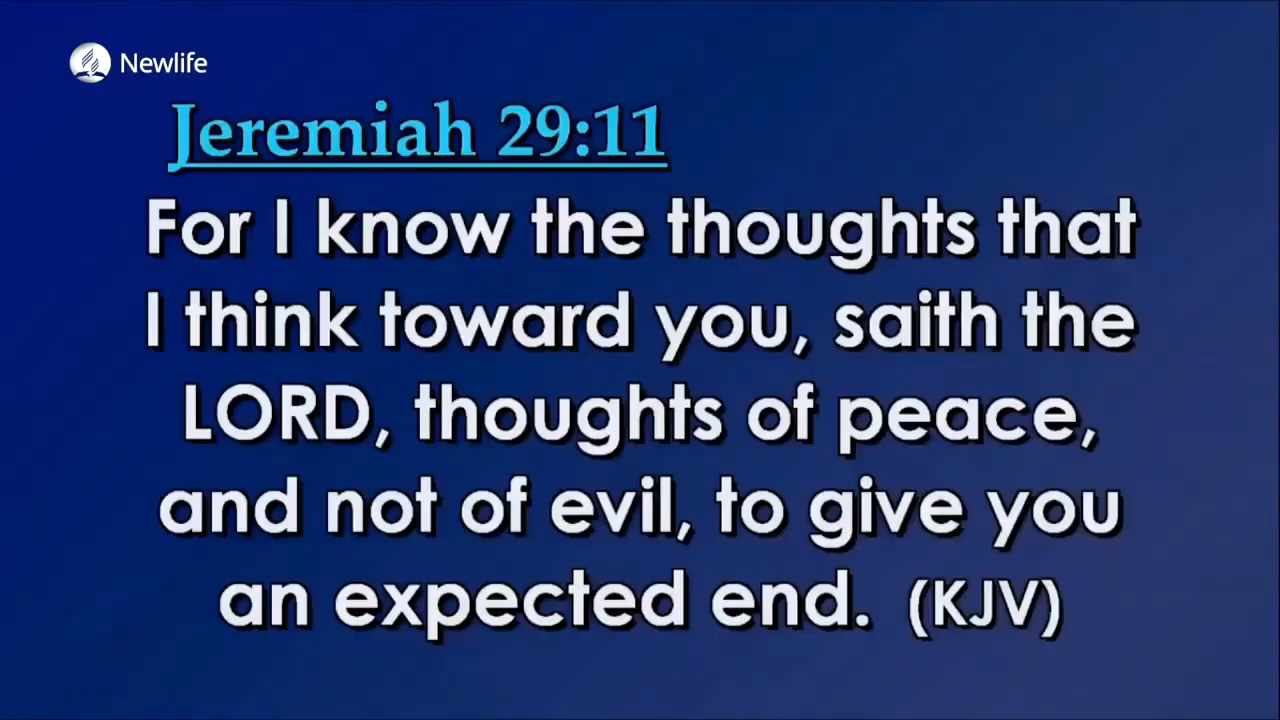 Newlife
Jeremiah 29:11
For I know the thoughts that
I think toward you, saith the
LORD, thoughts of peace,
and not of evil, to give you
an expected end. (KJV)